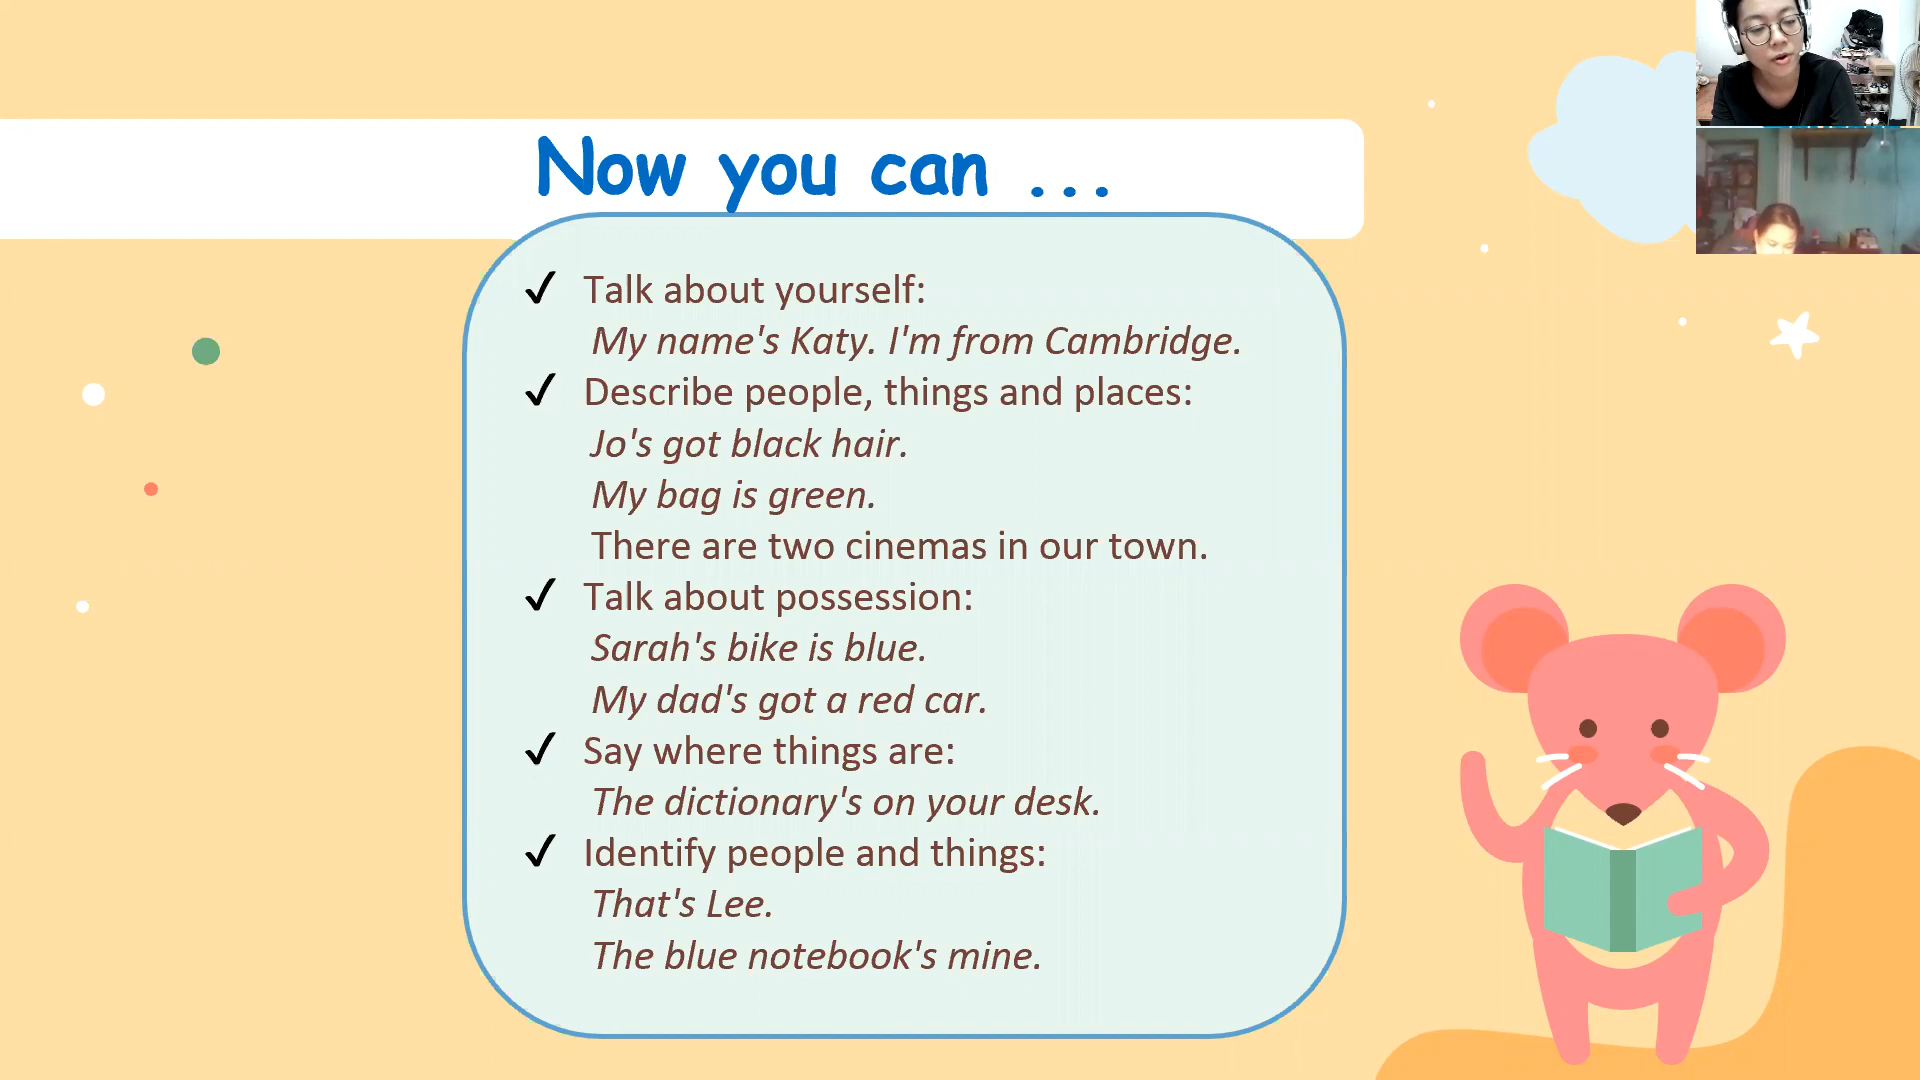 Now you can ...
✓ Talk about yourself:
My name's Katy. I'm from Cambridge.
✓ Describe people, things and places:
Jo's got black hair.
My bag is green.
There are two cinemas in our town.
✓ Talk about possession:
Sarah's bike is blue.
My dad's got a red car.
✓ Say where things are:
The dictionary's on your desk.
✓ Identify people and things:
That's Lee.
The blue notebook's mine.